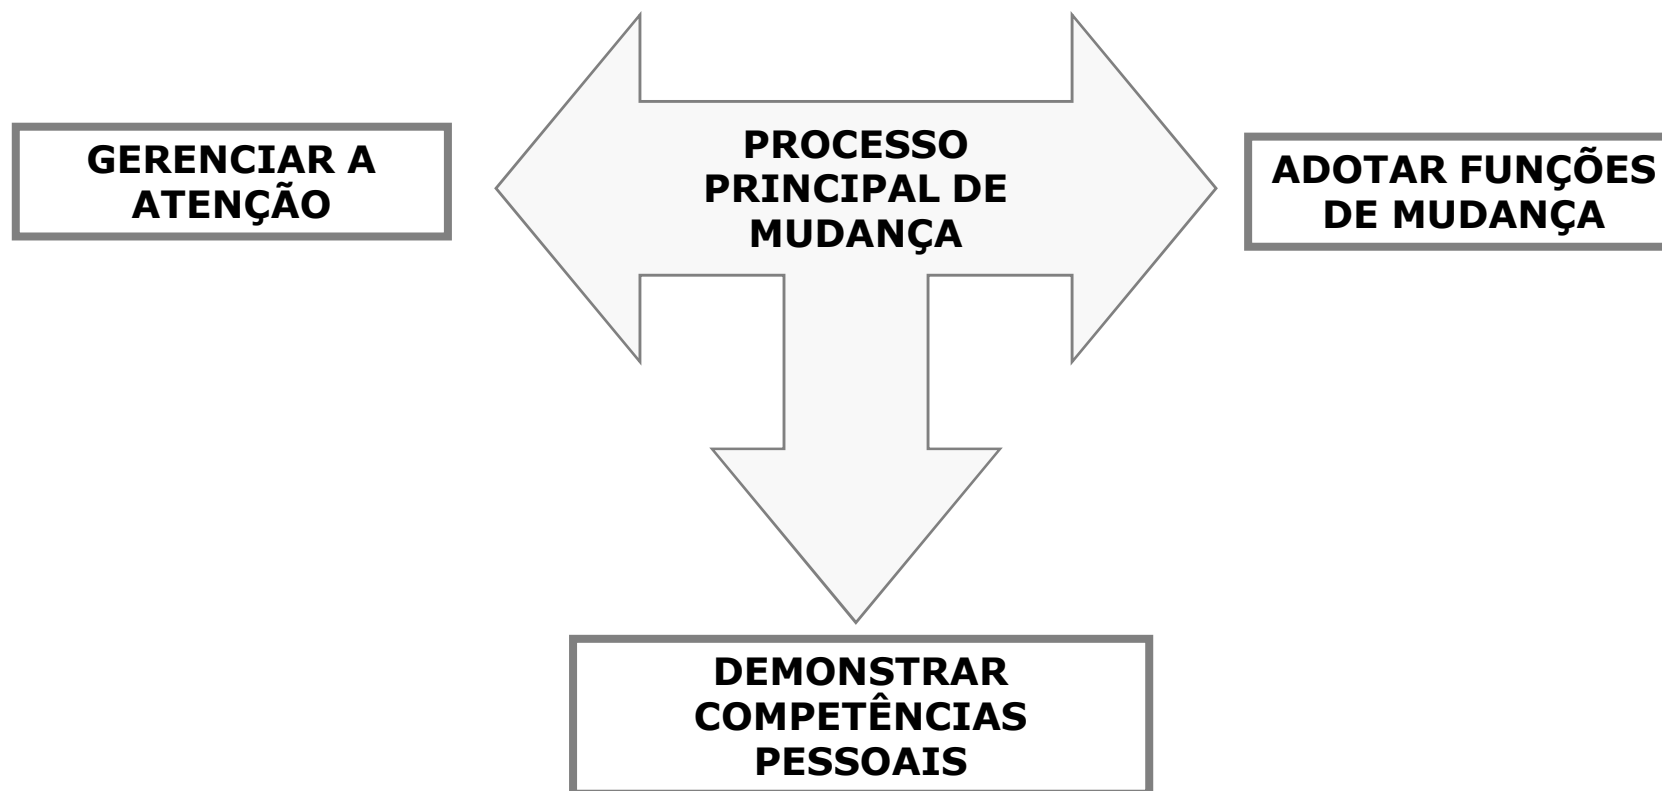 PROCESSO
PRINCIPAL DE
MUDANÇA
GERENCIAR A
ATENÇÃO
ADOTAR FUNÇÕES
DE MUDANÇA
DEMONSTRAR
COMPETÊNCIAS
PESSOAIS